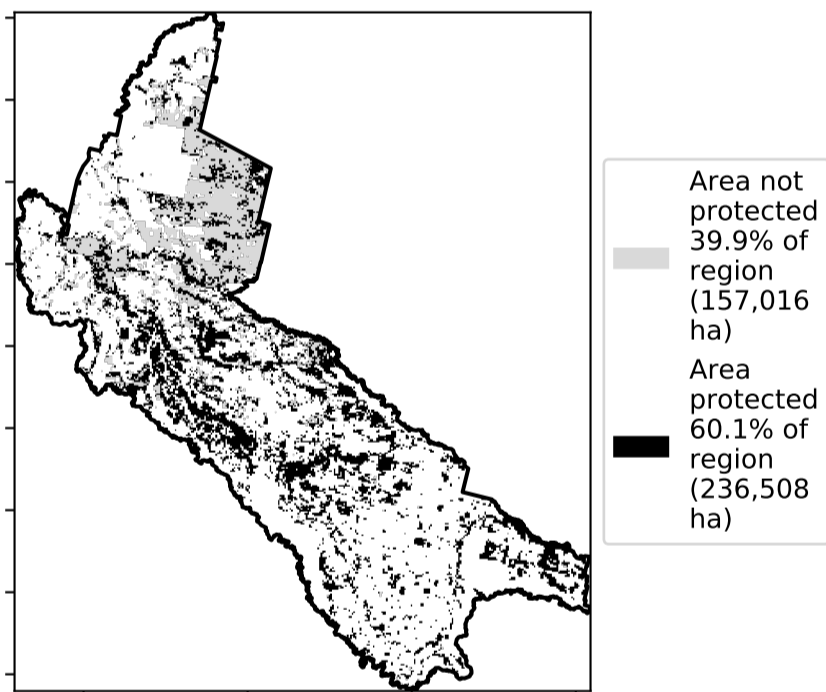 Area not
protected
39.9% of
region
(157,016
ha)
Area
protected
60.1% of
region
(236,508
ha)